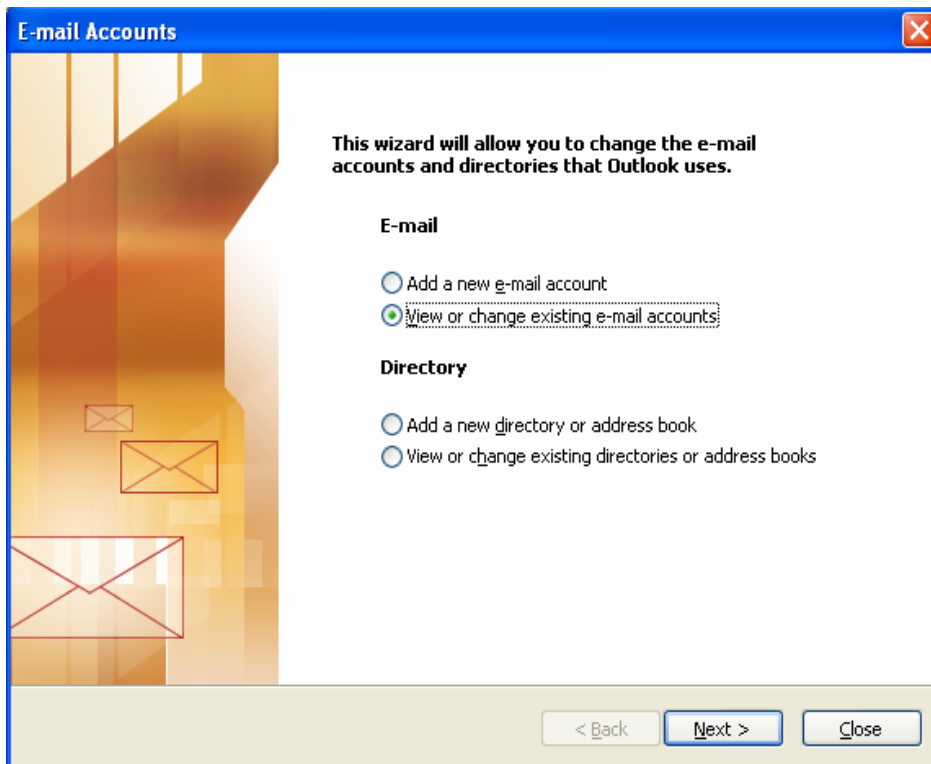 E-mail Accounts
This wizard will allow you to change the e-mail
accounts and directories that Outlook uses.
E-mail
Add a new e-mail account
View or change existing e-mail accounts
Directory
Add a new directory or address book
View or change existing directories or address books
< Back
Next >
Close